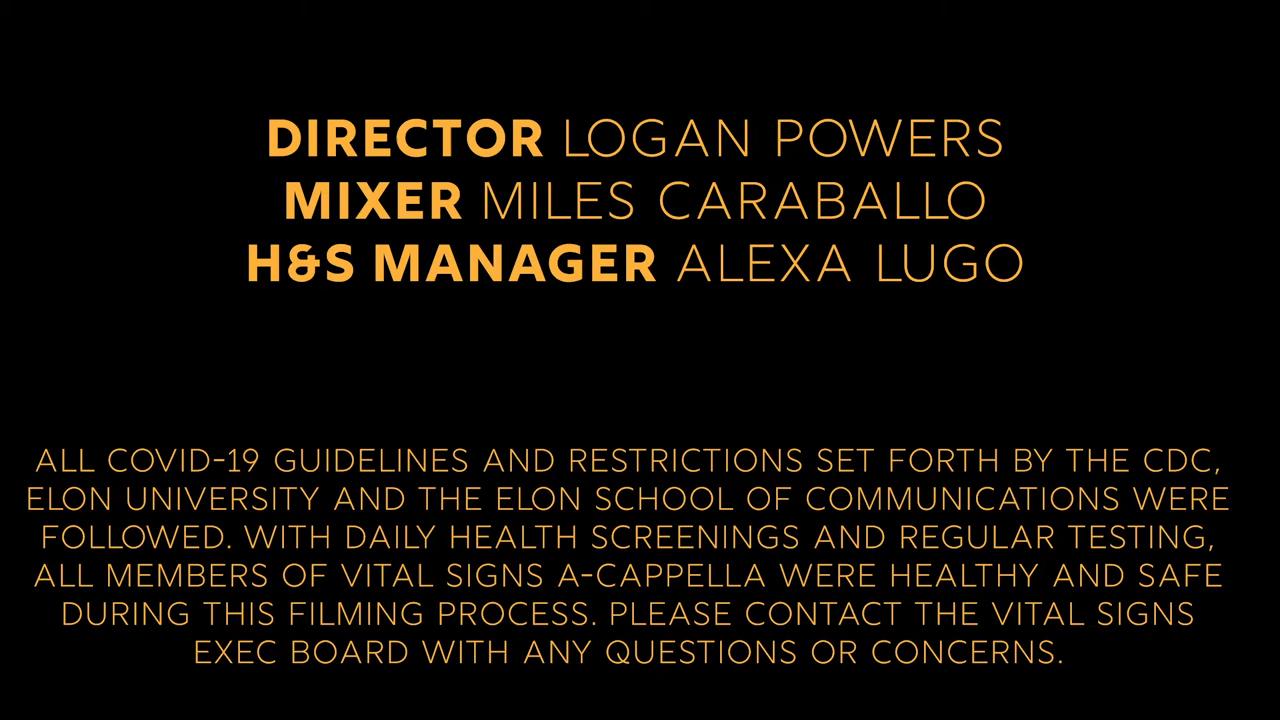 DIRECTOR LOGAN POWERS
MIXER MILES CARABALLO
H&S MANAGER ALEXA LUGO
ALL COVID-19 GUIDELINES AND RESTRICTIONS SET FORTH BY THE CDC,
ELON UNIVERSITY AND THE ELON SCHOOL OF COMMUNICATIONS WERE
FOLLOWED. WITH DAILY HEALTH SCREENINGS AND REGULAR TESTING,
ALL MEMBERS OF VITAL SIGNS A-CAPPELLA WERE HEALTHY AND SAFE
DURING THIS FILMING PROCESS. PLEASE CONTACT THE VITAL SIGNS
EXEC BOARD WITH ANY QUESTIONS OR CONCERNS.